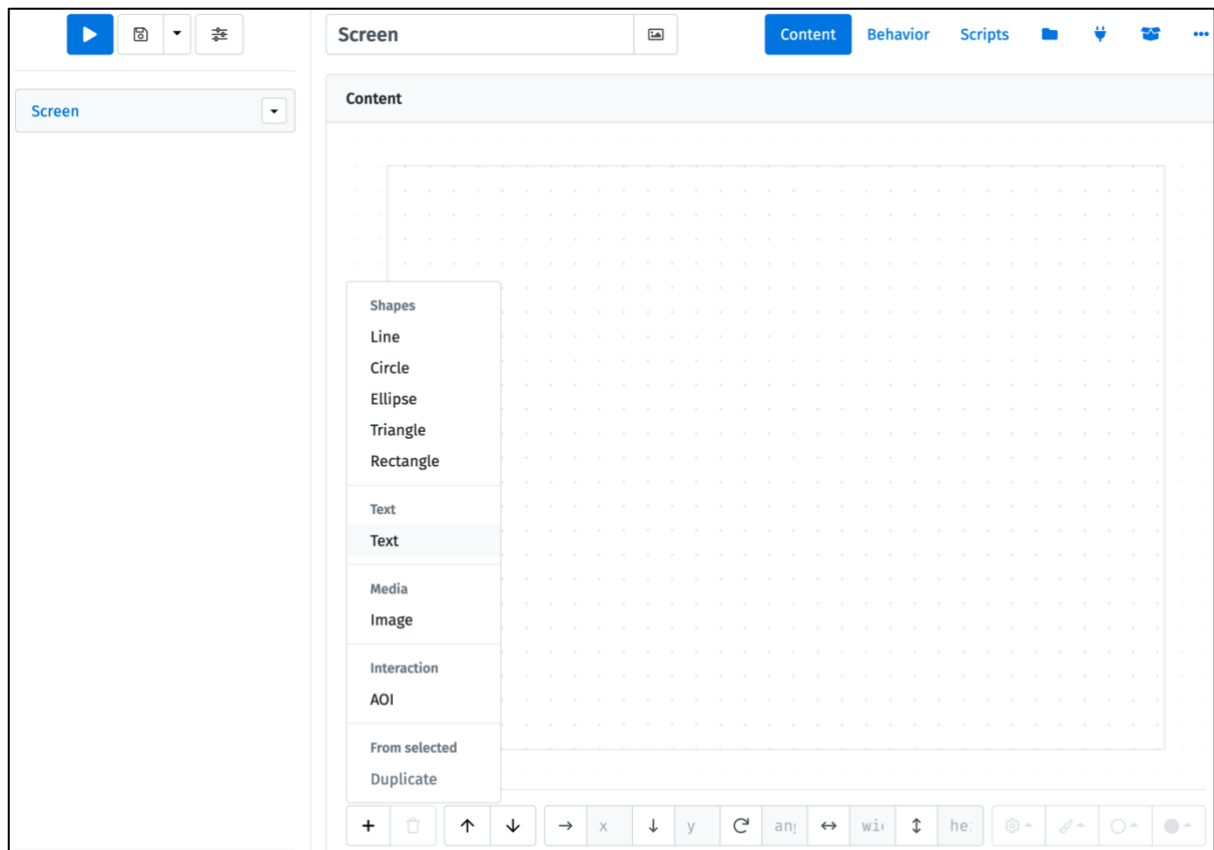 Screen
Content Behavior Scripts
Screen
Content
Shapes
Line
Circle
Ellipse
Triangle
Rectangle
Text
Text
Media
Image
Interaction
AOI
From selected
Duplicate
x y